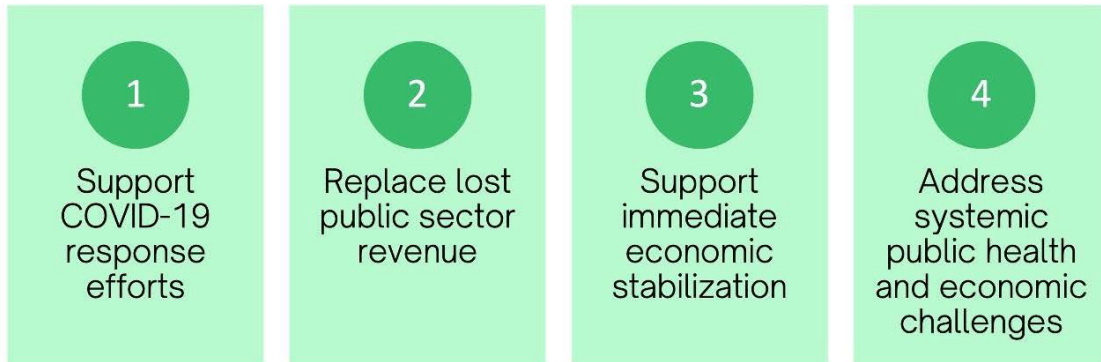 1
Support
COVID-19
response
efforts
2
Replace lost
public sector
revenue
3
Support
immediate
economic
stabilization
4
Address
systemic
public health
and economic
challenges